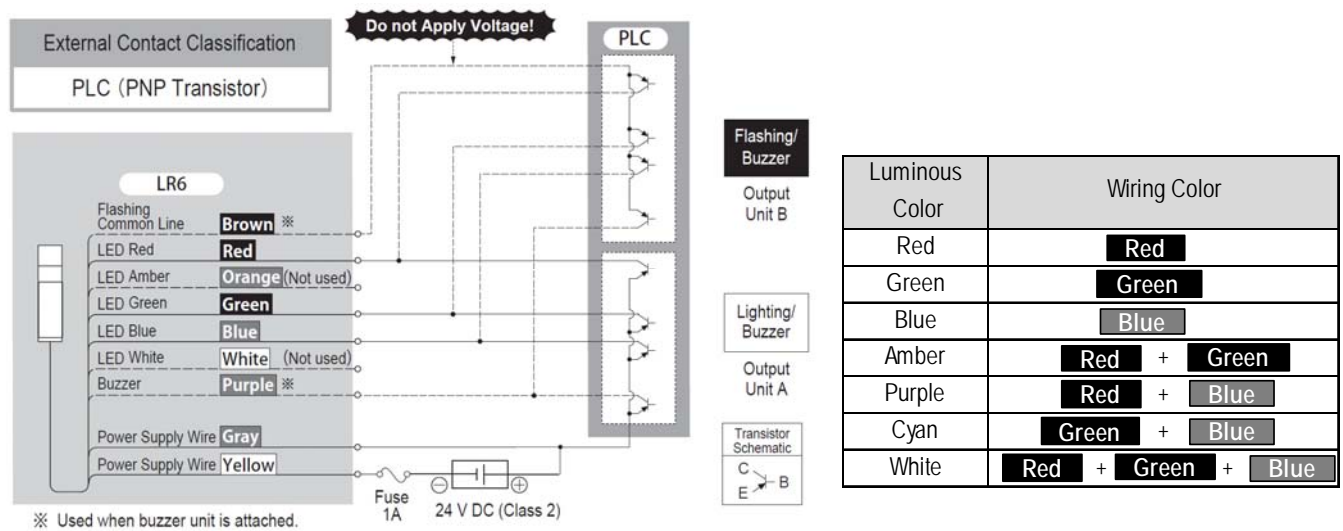 External Contact Classification
PLC (PNP Transistor)
Do not Apply Voltage!
PLC
LR6
Flashing
Common Line Brown ※
LED Red Red
LED Amber Orange (Not used)
LED Green Green
LED Blue Blue
LED White White (Not used)
Buzzer Purple ※
Power Supply Wire Gray
Power Supply Wire Yellow
Fuse
1A
⊖ ⊕
24 V DC (Class 2)
※ Used when buzzer unit is attached.
Flashing/
Buzzer
Output
Unit B
Lighting/
Buzzer
Output
Unit A
Transistor
Schematic
C
B
E
Luminous
Color
Wiring Color
Red Red
Green Green
Blue Blue
Amber Red + Green
Purple Red + Blue
Cyan Green + Blue
White Red + Green + Blue